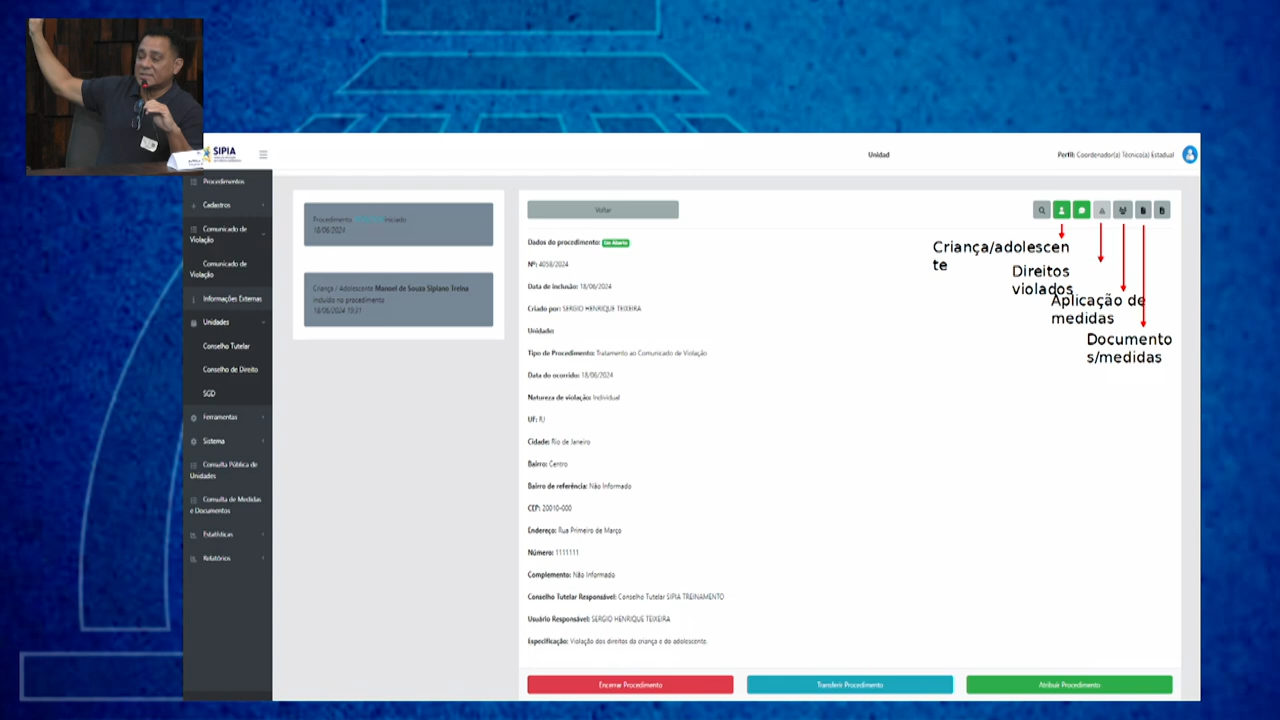 SIPIA
Unidad
Perfil: Coordenador(a) Técnico(a) Estadual
Procedimentos
Cadastros
Comunicado de
Violação
Comunicado de
Violação
Informações Externas
Unidades
Conselho Tutelar
Conselho de Direito
SGD
Ferramentas
Sistema
Consulta Pública de
Unidades
Consulta de Medidas
e Documentos
Estatísticas
Relatórios
Procedimento iniciado
18/06/2024
Criança / Adolescente Manoel de Souza Sipiano Treina
incluído no procedimento
18/06/2024 19:31
Voltar
Dados do procedimento: Em Aberto
Nº: 4058/2024
Data de inclusão: 18/06/2024
Criado por: SERGIO HENRIQUE TEIXEIRA
Unidade:
Tipo de Procedimento: Tratamento ao Comunicado de Violação
Data do ocorrido: 18/06/2024
Natureza de violação: Individual
UF: RJ
Cidade: Rio de Janeiro
Bairro: Centro
Bairro de referência: Não Informado
CEP: 20010-000
Endereço: Rua Primeiro de Março
Número: 1111111
Complemento: Não Informado
Conselho Tutelar Responsável: Conselho Tutelar SIPIA TREINAMENTO
Usuário Responsável: SERGIO HENRIQUE TEIXEIRA
Especificação: Violação dos direitos da criança e do adolescente.
Criança/adolescen
te
Direitos
violados
Aplicação de
medidas
Documento
s/medidas
Encerrar Procedimento
Transferir Procedimento
Atribuir Procedimento